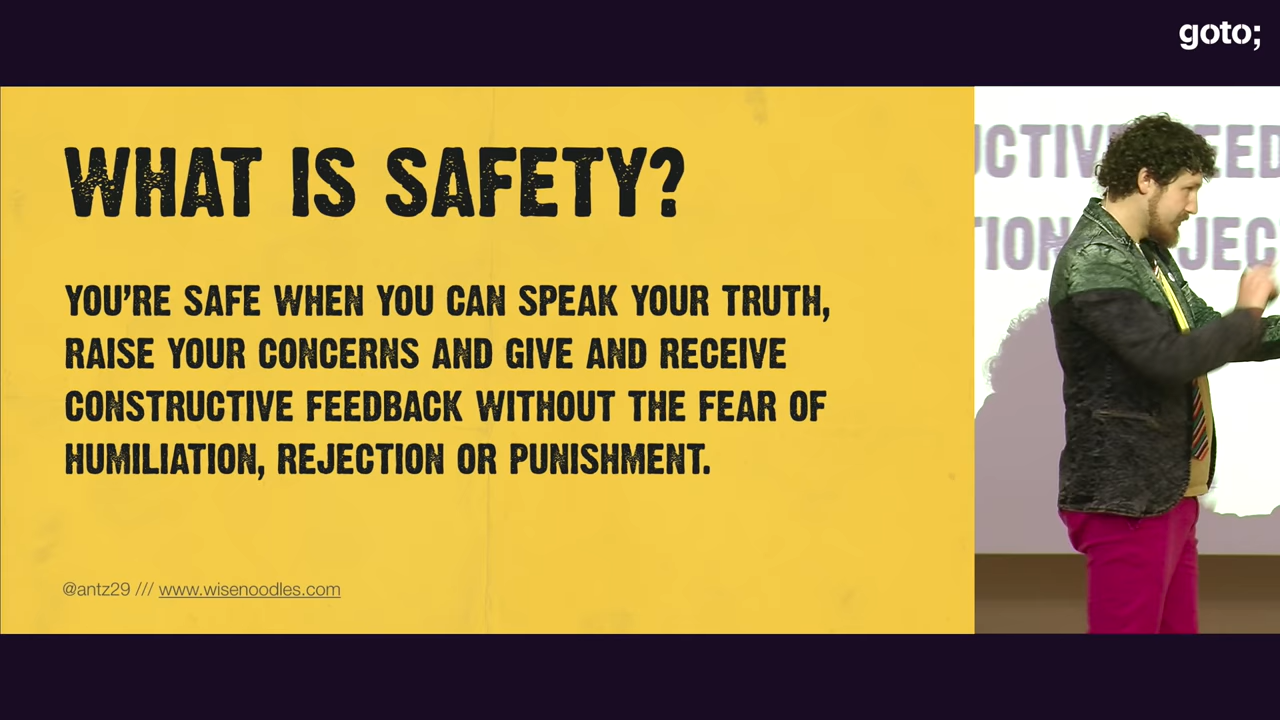 goto;
WHAT IS SAFETY?
YOU'RE SAFE WHEN YOU CAN SPEAK YOUR TRUTH,
RAISE YOUR CONCERNS AND GIVE AND RECEIVE
CONSTRUCTIVE FEEDBACK WITHOUT THE FEAR OF
HUMILIATION, REJECTION OR PUNISHMENT.
@antz29 /// www.wisenoodles.com